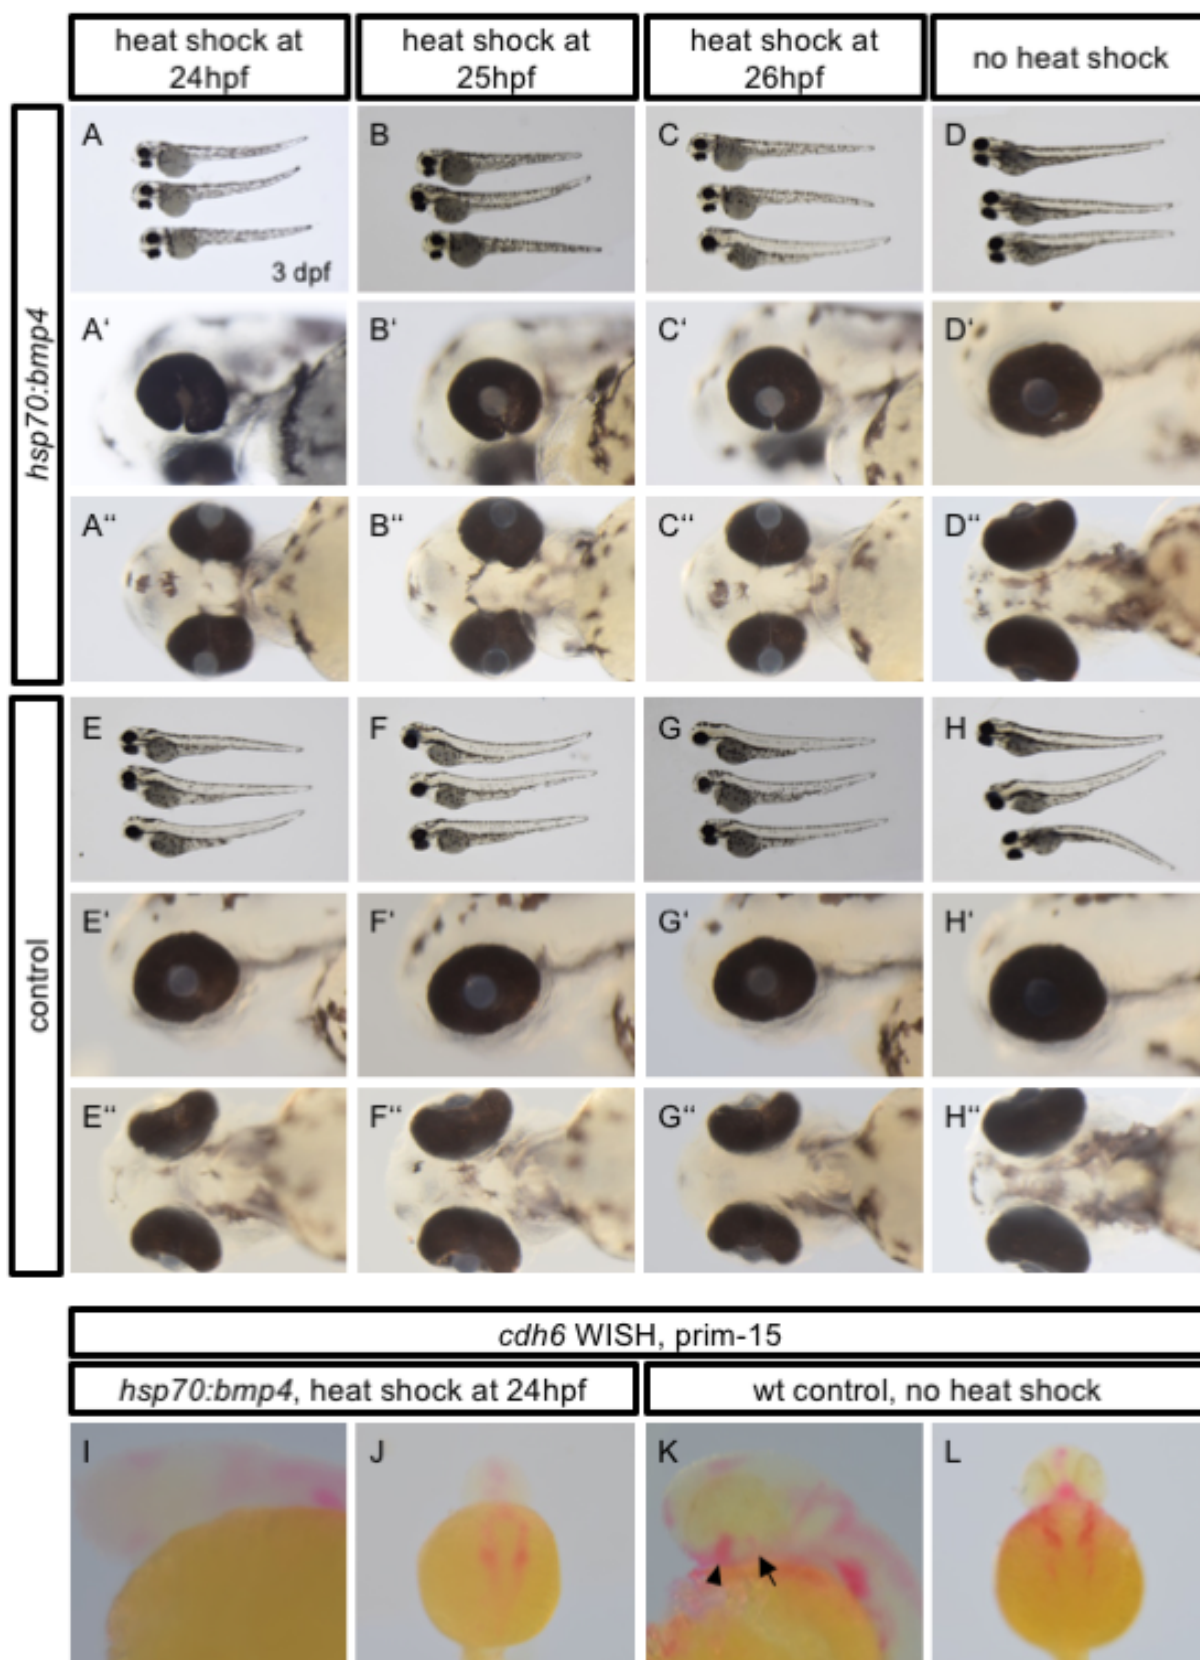 heat shock at
24hpf
heat shock at
25hpf
heat shock at
26hpf
no heat shock
hsp70:bmp4
A
3 dpf
B
C
D
A'
B'
C'
D'
A“
B“
C“
D“
control
E
F
G
H
E'
F'
G'
H'
E“
F“
G“
H“
cdh6 WISH, prim-15
hsp70:bmp4, heat shock at 24hpf
wt control, no heat shock
I
J
K
L